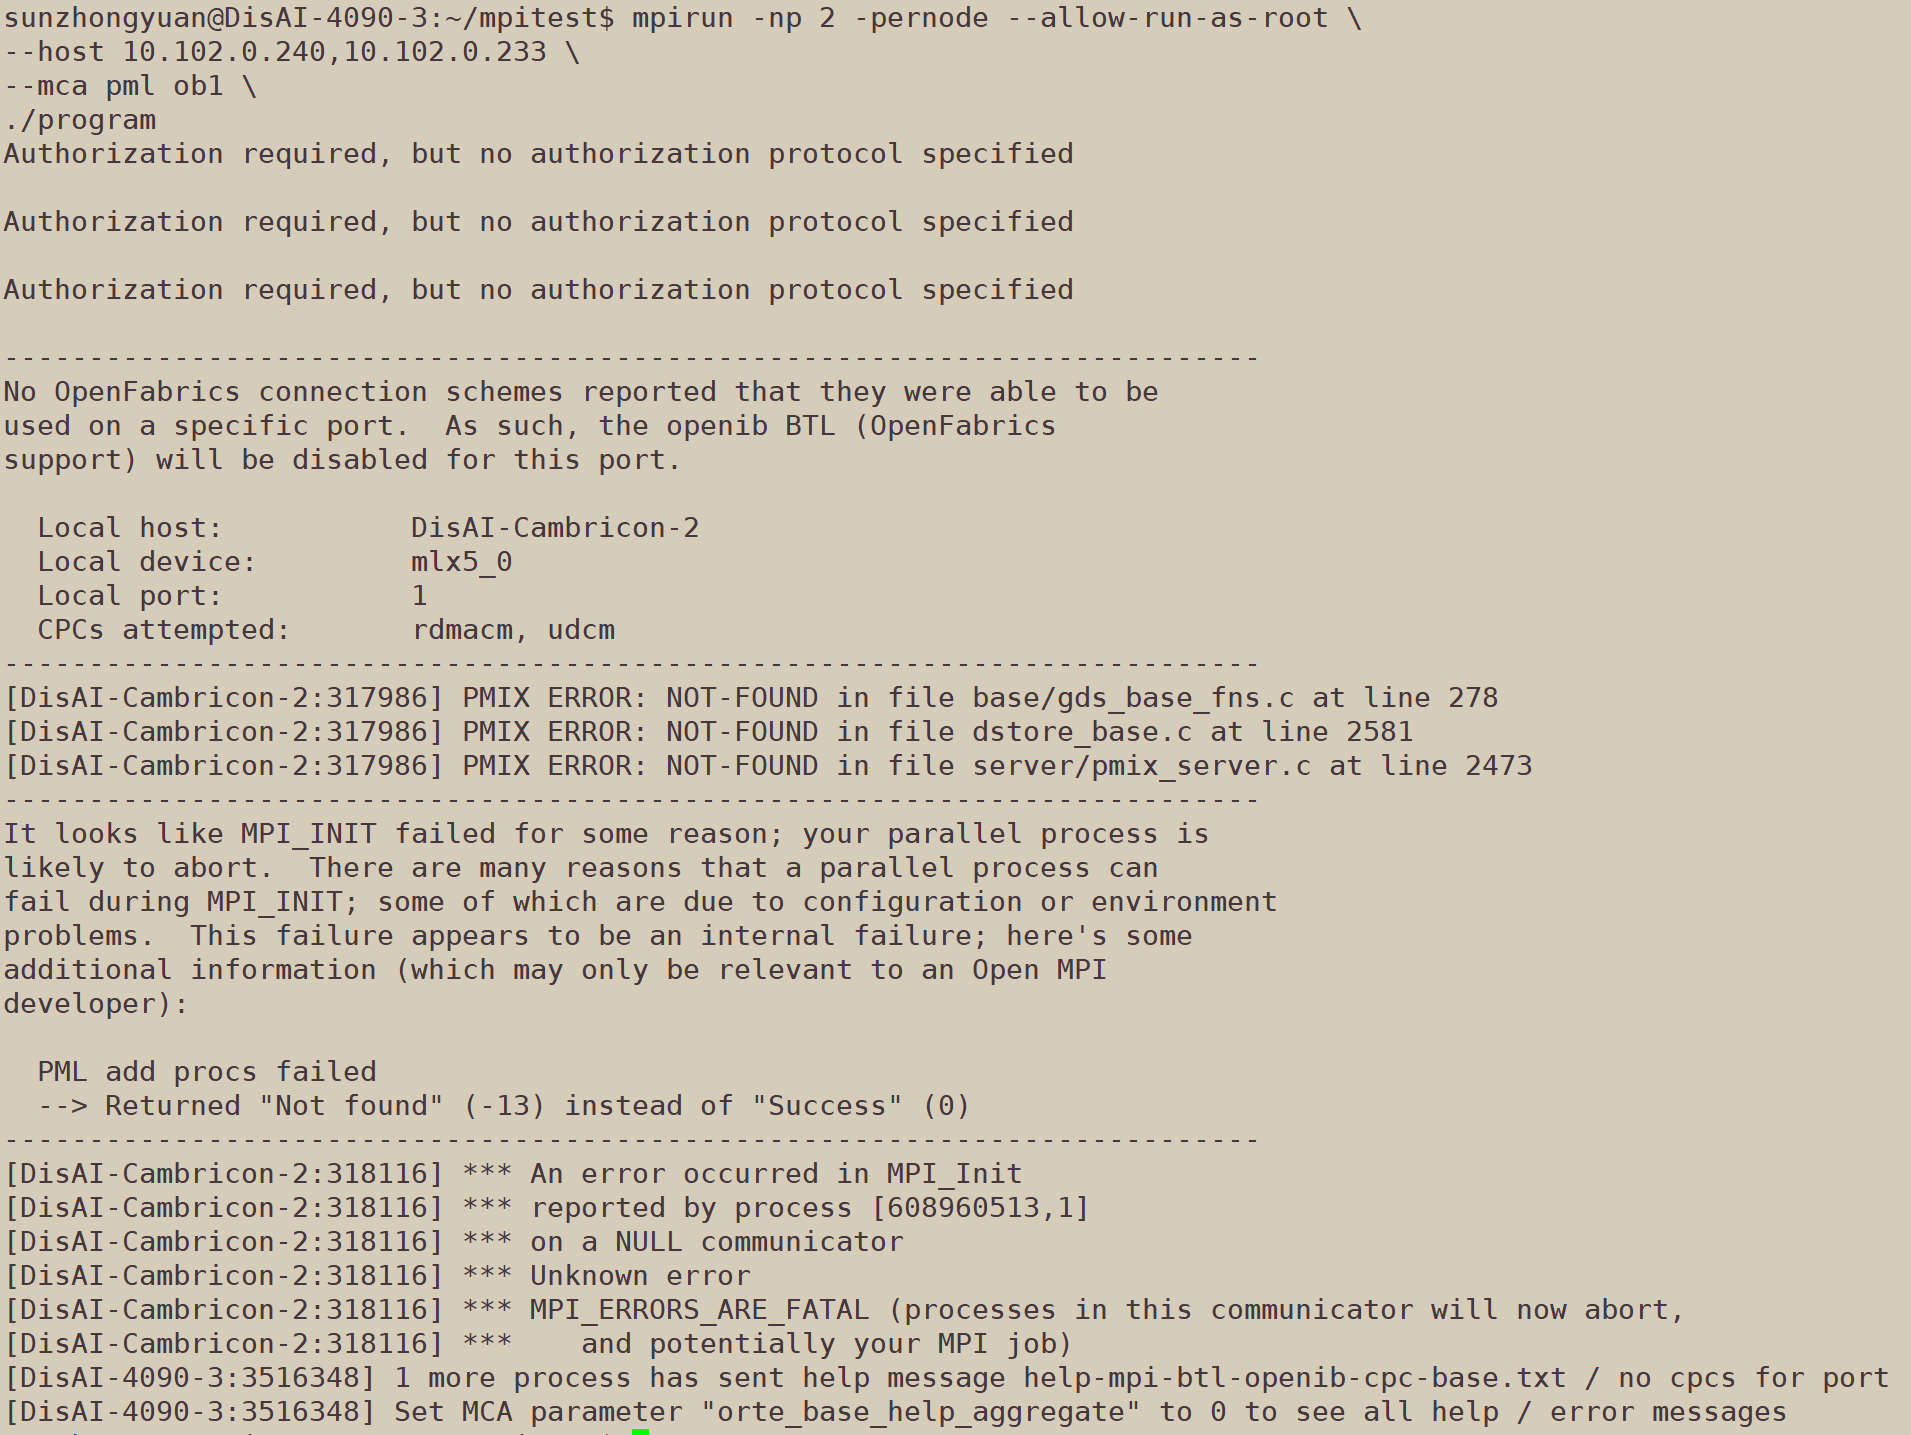 sunzhongyuan@DisAI-4090-3:~/mpitest$ mpirun -np 2 -pernode --allow-run-as-root \
--host 10.102.0.240,10.102.0.233 \
--mca pml ob1 \
./program
Authorization required, but no authorization protocol specified

Authorization required, but no authorization protocol specified

Authorization required, but no authorization protocol specified

--------------------------------------------------------------------------
No OpenFabrics connection schemes reported that they were able to be
used on a specific port.  As such, the openib BTL (OpenFabrics
support) will be disabled for this port.

  Local host:           DisAI-Cambricon-2
  Local device:         mlx5_0
  Local port:           1
  CPCs attempted:       rdmacm, udcm
--------------------------------------------------------------------------
[DisAI-Cambricon-2:317986] PMIX ERROR: NOT-FOUND in file base/gds_base_fns.c at line 278
[DisAI-Cambricon-2:317986] PMIX ERROR: NOT-FOUND in file dstore_base.c at line 2581
[DisAI-Cambricon-2:317986] PMIX ERROR: NOT-FOUND in file server/pmix_server.c at line 2473
--------------------------------------------------------------------------
It looks like MPI_INIT failed for some reason; your parallel process is
likely to abort.  There are many reasons that a parallel process can
fail during MPI_INIT; some of which are due to configuration or environment
problems.  This failure appears to be an internal failure; here's some
additional information (which may only be relevant to an Open MPI
developer):

  PML add procs failed
  --> Returned "Not found" (-13) instead of "Success" (0)
--------------------------------------------------------------------------
[DisAI-Cambricon-2:318116] *** An error occurred in MPI_Init
[DisAI-Cambricon-2:318116] *** reported by process [608960513,1]
[DisAI-Cambricon-2:318116] *** on a NULL communicator
[DisAI-Cambricon-2:318116] *** Unknown error
[DisAI-Cambricon-2:318116] *** MPI_ERRORS_ARE_FATAL (processes in this communicator will now abort,
[DisAI-Cambricon-2:318116] ***    and potentially your MPI job)
[DisAI-4090-3:3516348] 1 more process has sent help message help-mpi-btl-openib-cpc-base.txt / no cpcs for port
[DisAI-4090-3:3516348] Set MCA parameter "orte_base_help_aggregate" to 0 to see all help / error messages